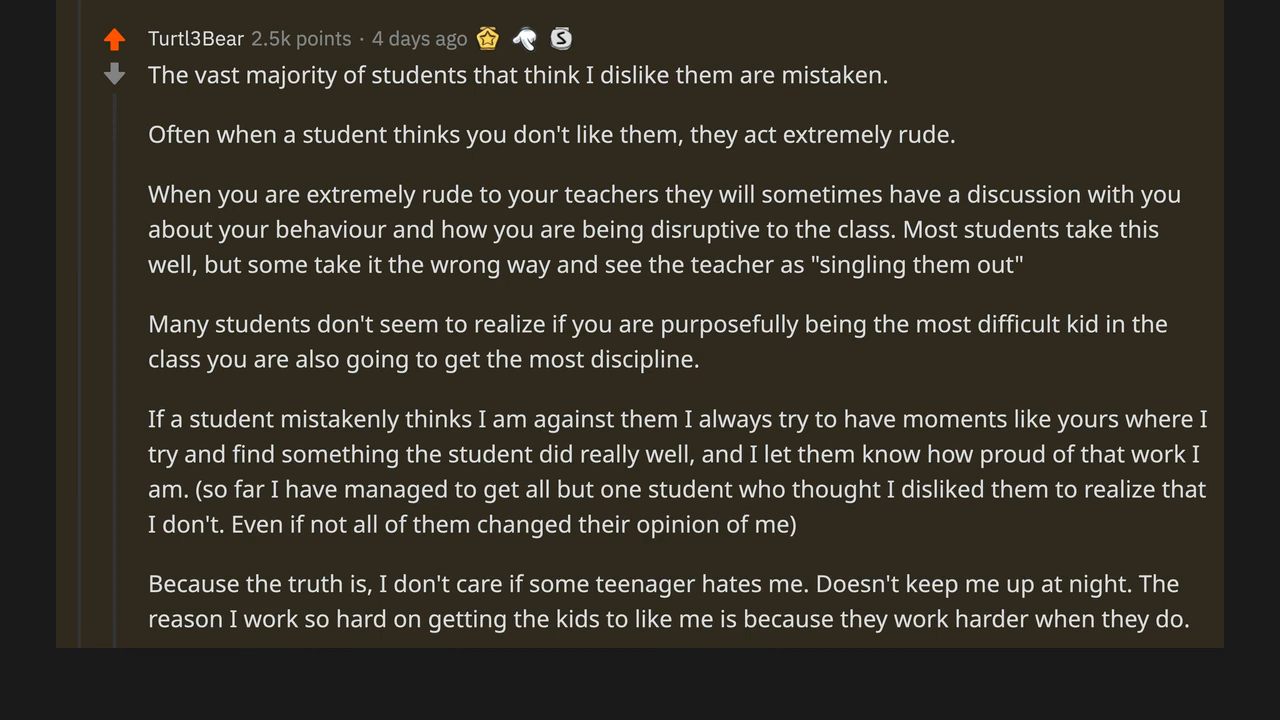 Turtl3Bear 2.5k points · 4 days ago
The vast majority of students that think I dislike them are mistaken.
Often when a student thinks you don't like them, they act extremely rude.
When you are extremely rude to your teachers they will sometimes have a discussion with you
about your behaviour and how you are being disruptive to the class. Most students take this
well, but some take it the wrong way and see the teacher as "singling them out"
Many students don't seem to realize if you are purposefully being the most difficult kid in the
class you are also going to get the most discipline.
If a student mistakenly thinks I am against them I always try to have moments like yours where I
try and find something the student did really well, and I let them know how proud of that work I
am. (so far I have managed to get all but one student who thought I disliked them to realize that
I don't. Even if not all of them changed their opinion of me)
Because the truth is, I don't care if some teenager hates me. Doesn't keep me up at night. The
reason I work so hard on getting the kids to like me is because they work harder when they do.